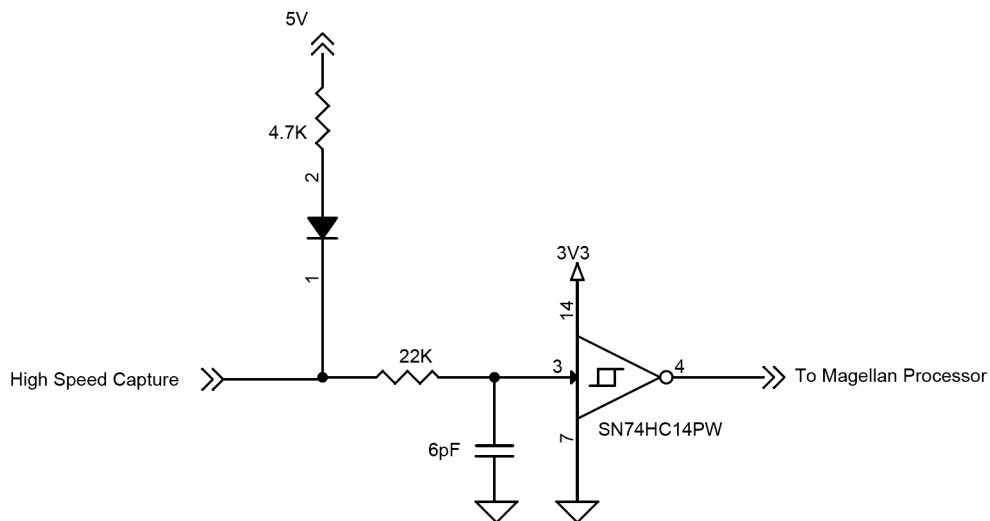 5V
4.7K
2
1
3V3
14
High Speed Capture
22K
3
4
To Magellan Processor
SN74HC14PW
6pF
7